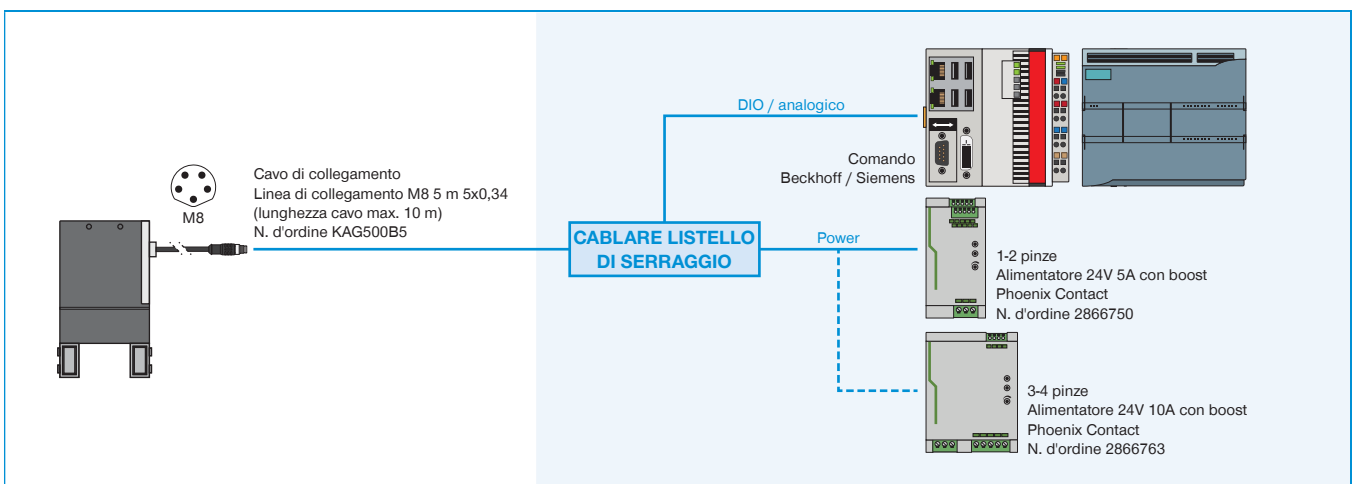 Cavo di collegamento
Linea di collegamento M8 5 m 5x0,34
(lunghezza cavo max. 10 m)
N. d'ordine KAG500B5
M8
CABLARE LISTELLO
DI SERRAGGIO
DIO / analogico
Comando
Beckhoff / Siemens
Power
1-2 pinze
Alimentatore 24V 5A con boost
Phoenix Contact
N. d'ordine 2866750
3-4 pinze
Alimentatore 24V 10A con boost
Phoenix Contact
N. d'ordine 2866763